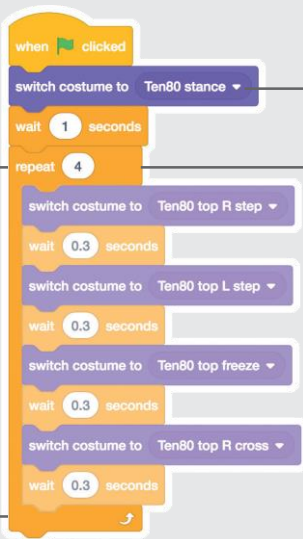 when clicked
switch costume to Ten80 stance
wait 1 seconds
repeat 4
switch costume to Ten80 top R step
wait 0.3 seconds
switch costume to Ten80 top L step
wait 0.3 seconds
switch costume to Ten80 top freeze
wait 0.3 seconds
switch costume to Ten80 top R cross
wait 0.3 seconds